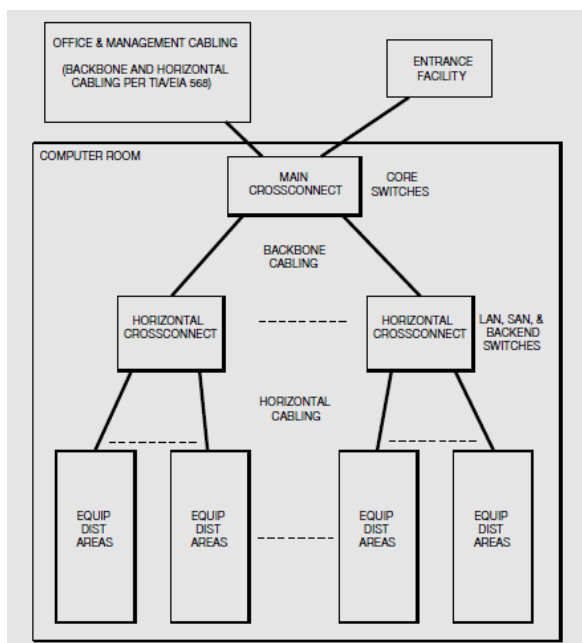 OFFICE & MANAGEMENT CABLING
(BACKBONE AND HORIZONTAL
CABLING PER TIA/EIA 568)
ENTRANCE
FACILITY
COMPUTER ROOM
MAIN
CROSSCONNECT
CORE
SWITCHES
BACKBONE
CABLING
HORIZONTAL
CROSSCONNECT
HORIZONTAL
CROSSCONNECT
LAN, SAN, &
BACKEND
SWITCHES
HORIZONTAL
CABLING
EQUIP
DIST
AREAS
EQUIP
DIST
AREAS
EQUIP
DIST
AREAS
EQUIP
DIST
AREAS